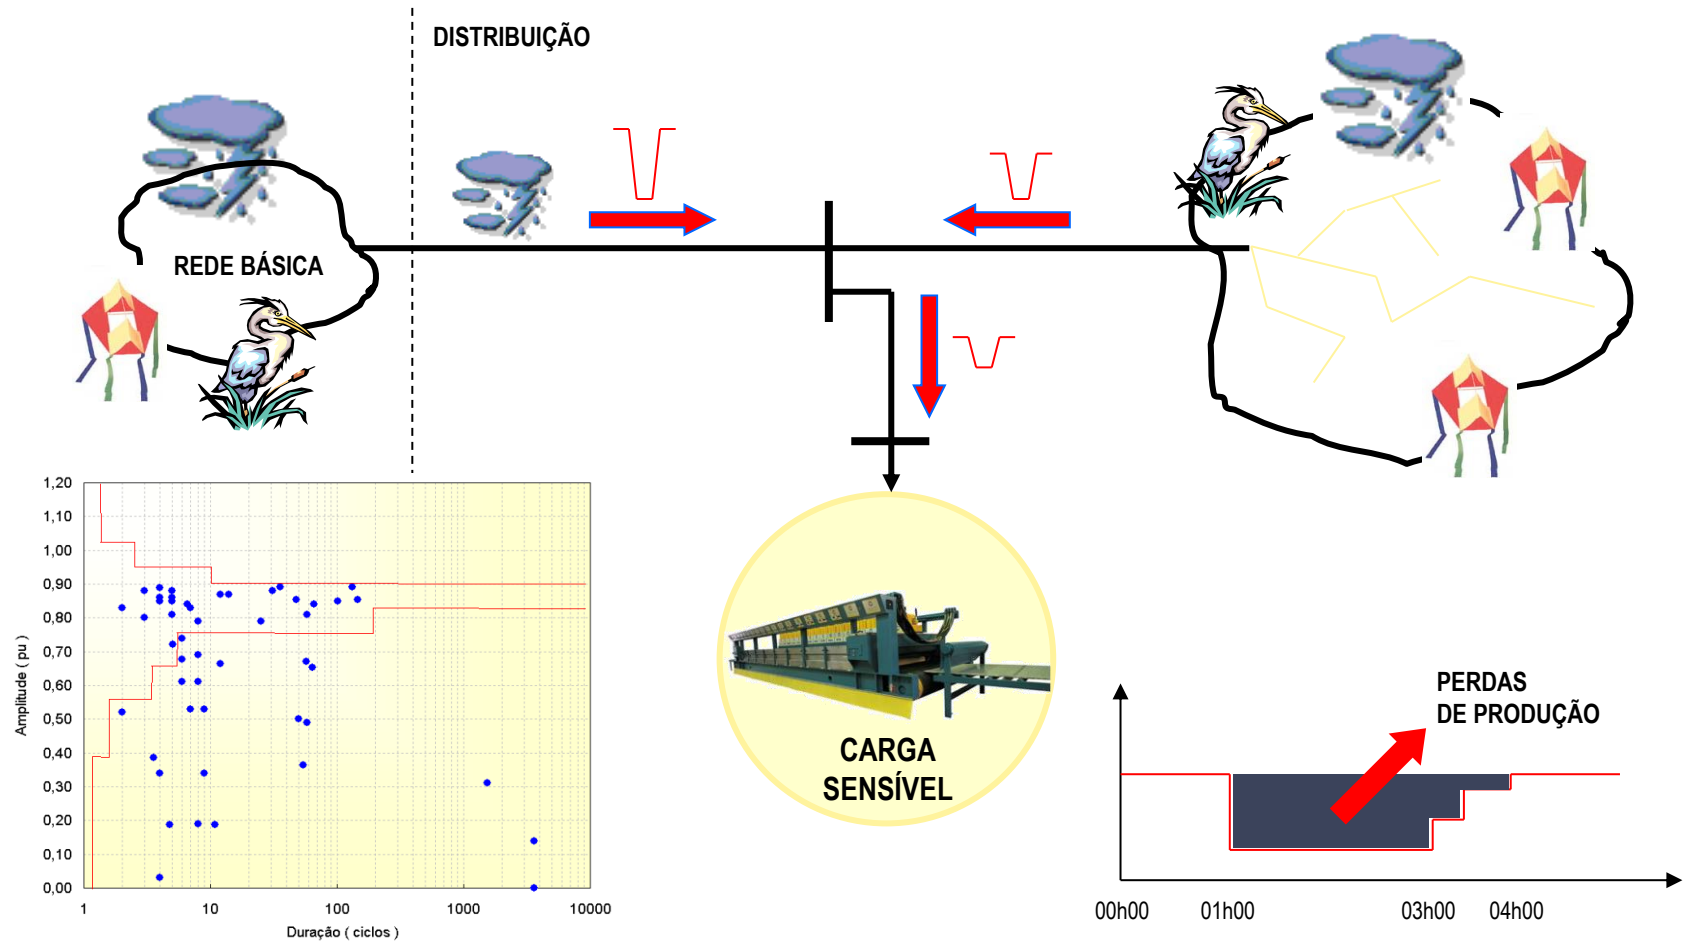 DISTRIBUIÇÃO
REDE BÁSICA
CARGA
SENSÍVEL
1,20
1,10
1,00
0,90
0,80
0,70
0,60
0,50
0,40
0,30
0,20
0,10
0,00
Amplitude ( pu )
1
10
100
1000
10000
Duração ( ciclos )
PERDAS
DE PRODUÇÃO
00h00
01h00
03h00
04h00